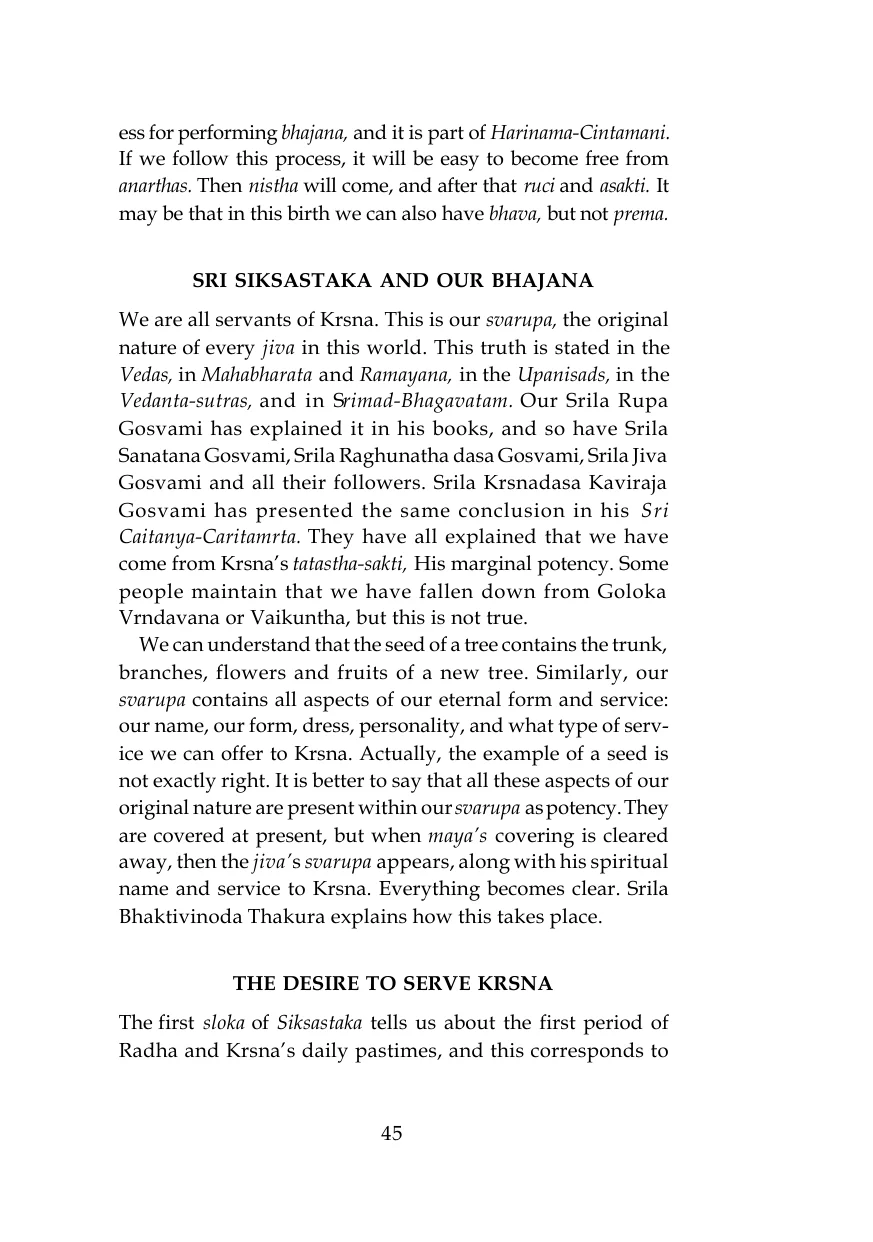 ess for performing bhajana, and it is part of Harinama-Cintamani.
If we follow this process, it will be easy to become free from
anarthas. Then nistha will come, and after that ruci and asakti. It
may be that in this birth we can also have bhava, but not prema.
SRI SIKSASTAKA AND OUR BHAJANA
We are all servants of Krsna. This is our svarupa, the original
nature of every jiva in this world. This truth is stated in the
Vedas, in Mahabharata and Ramayana, in the Upanisads, in the
Vedanta-sutras, and in Srimad-Bhagavatam. Our Srila Rupa
Gosvami has explained it in his books, and so have Srila
Sanatana Gosvami, Srila Raghunatha dasa Gosvami, Srila Jiva
Gosvami and all their followers. Srila Krsnadasa Kaviraja
Gosvami has presented the same conclusion in his Sri
Caitanya-Caritamrta. They have all explained that we have
come from Krsna's tatastha-sakti, His marginal potency. Some
people maintain that we have fallen down from Goloka
Vrndavana or Vaikuntha, but this is not true.
We can understand that the seed of a tree contains the trunk,
branches, flowers and fruits of a new tree. Similarly, our
svarupa contains all aspects of our eternal form and service:
our name, our form, dress, personality, and what type of serv-
ice we can offer to Krsna. Actually, the example of a seed is
not exactly right. It is better to say that all these aspects of our
original nature are present within our svarupa as potency. They
are covered at present, but when maya's covering is cleared
away, then the jiva's svarupa appears, along with his spiritual
name and service to Krsna. Everything becomes clear. Srila
Bhaktivinoda Thakura explains how this takes place.
THE DESIRE TO SERVE KRSNA
The first sloka of Siksastaka tells us about the first period of
Radha and Krsna's daily pastimes, and this corresponds to
45